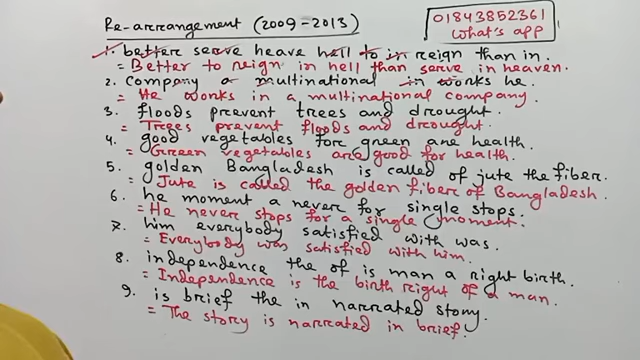 Re-arrangement (2009-2013)
01843852361
What's app
1. better serve heave hell to in reign than in.
= Better to reign in hell than serve in heaven.
2. Company a multinational in works he.
= He works in a multinational company.
3. floods prevent trees and drought.
= Trees prevent floods and drought.
4. good vegetables for green are health.
= Green vegetables are good for health.
5. golden Bangladesh is called of jute the fiber.
= Jute is called the golden fiber of Bangladesh.
6. he moment a never for single stops.
= He never stops for a single moment.
7. him everybody satisfied with was.
= Everybody was satisfied with him.
8. independence the of is man a right birth.
= Independence is the birth right of a man.
9. is brief the in narrated story.
= The story is narrated in brief.